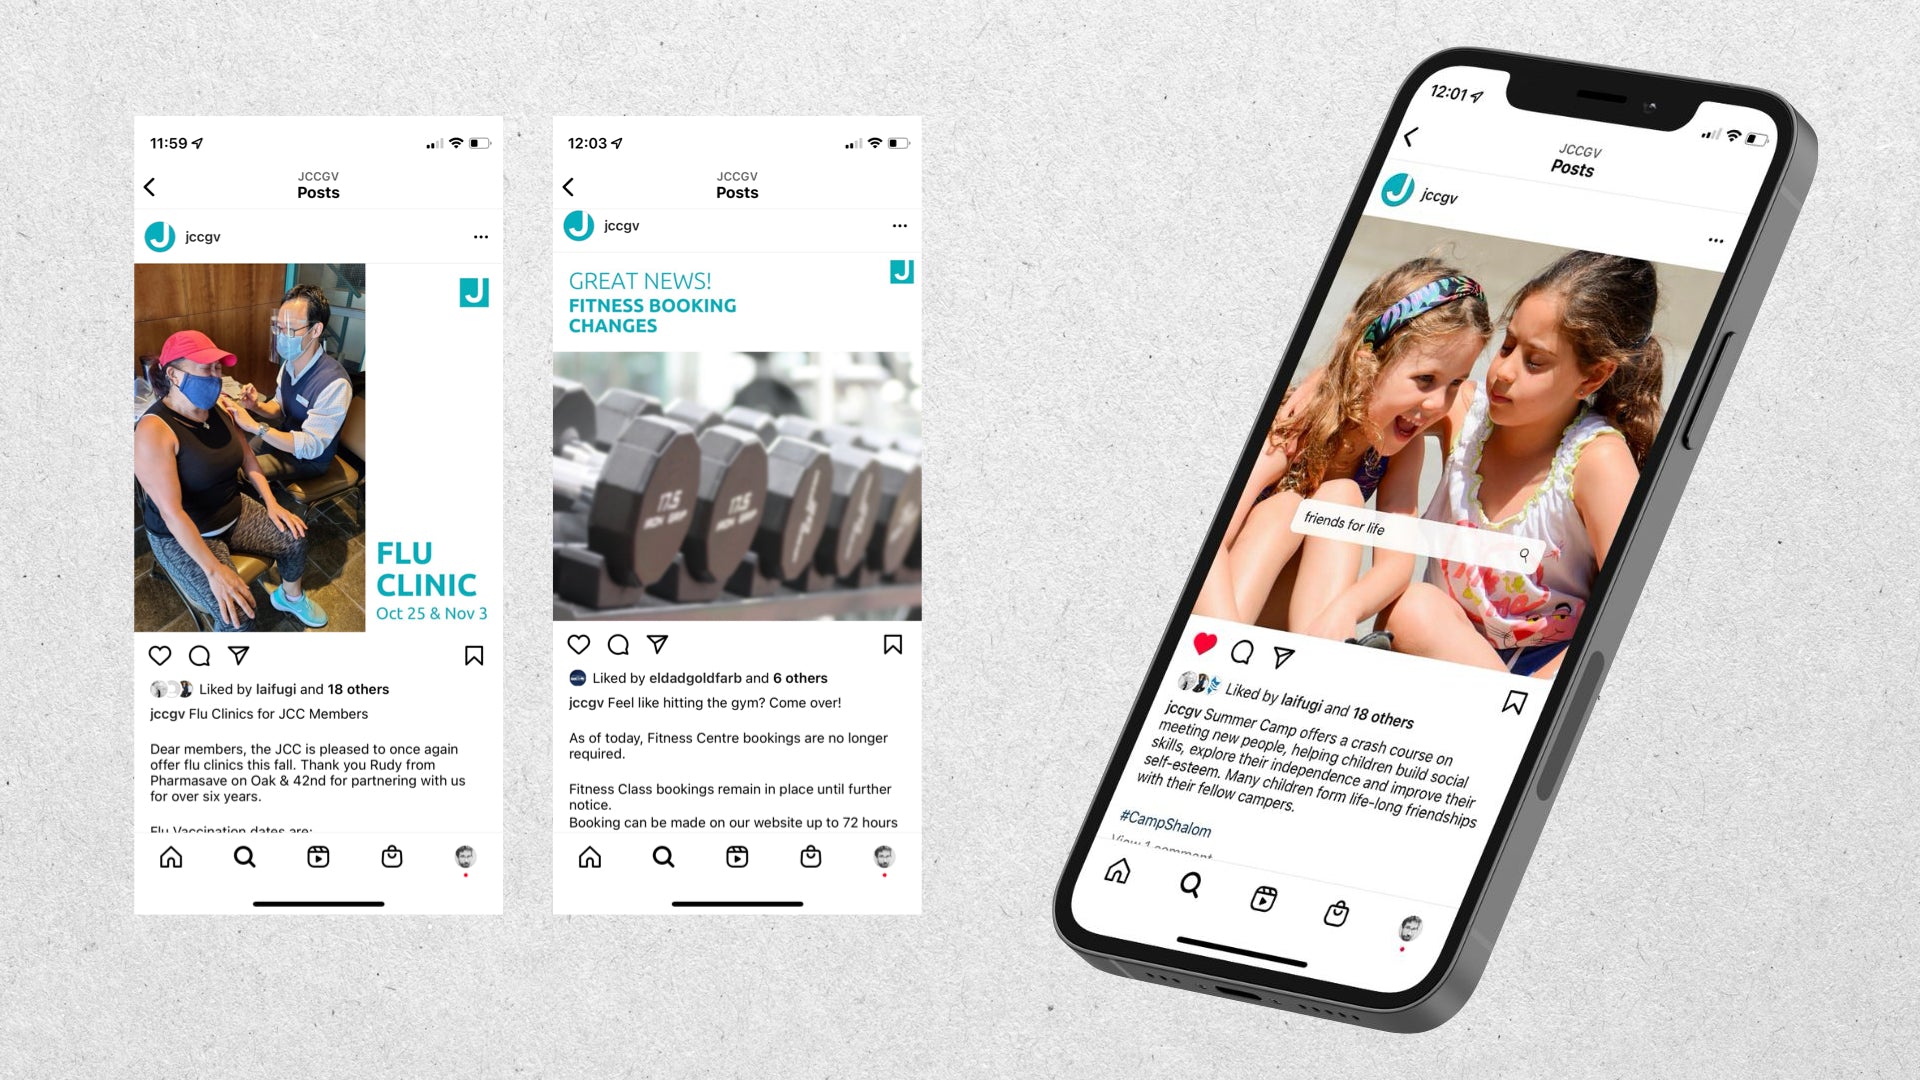 11:59
JCCGV
Posts
jccgv
J
FLU
CLINIC
Oct 25 & Nov 3
Liked by laifugi and 18 others
jccgv Flu Clinics for JCC Members
Dear members, the JCC is pleased to once again
offer flu clinics this fall. Thank you Rudy from
Pharmasave on Oak & 42nd for partnering with us
for over six years.
Flu Vaccination dates are:
12:03
JCCGV
Posts
jccgv
GREAT NEWS!
FITNESS BOOKING
CHANGES
J
17.5
17.5
Liked by eldadgoldfarb and 6 others
jccgv Feel like hitting the gym? Come over!
As of today, Fitness Centre bookings are no longer
required.
Fitness Class bookings remain in place until further
notice.
Booking can be made on our website up to 72 hours
12:01
JCCGV
Posts
jccgv
friends for life
Liked by laifugi and 18 others
jccgv Summer Camp offers a crash course on
meeting new people, helping children build social
skills, explore their independence and improve their
self-esteem. Many children form life-long friendships
with their fellow campers.
#CampShalom
View 1 comment